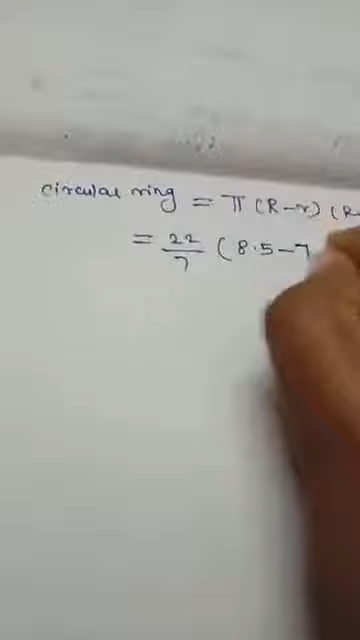 circular ring = π (R-r) (R
= 22/7 (8.5-7